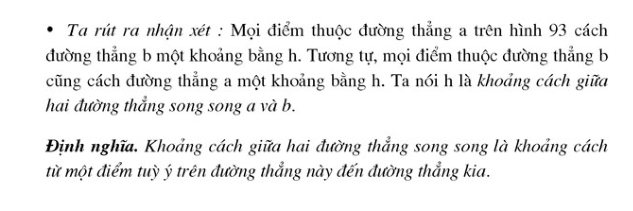 • Ta rút ra nhận xét : Mọi điểm thuộc đường thẳng a trên hình 93 cách
đường thẳng b một khoảng bằng h. Tương tự, mọi điểm thuộc đường thẳng b
cũng cách đường thẳng a một khoảng bằng h. Ta nói h là khoảng cách giữa
hai đường thẳng song song a và b.
Định nghĩa. Khoảng cách giữa hai đường thẳng song song là khoảng cách
từ một điểm tuỳ ý trên đường thẳng này đến đường thẳng kia.